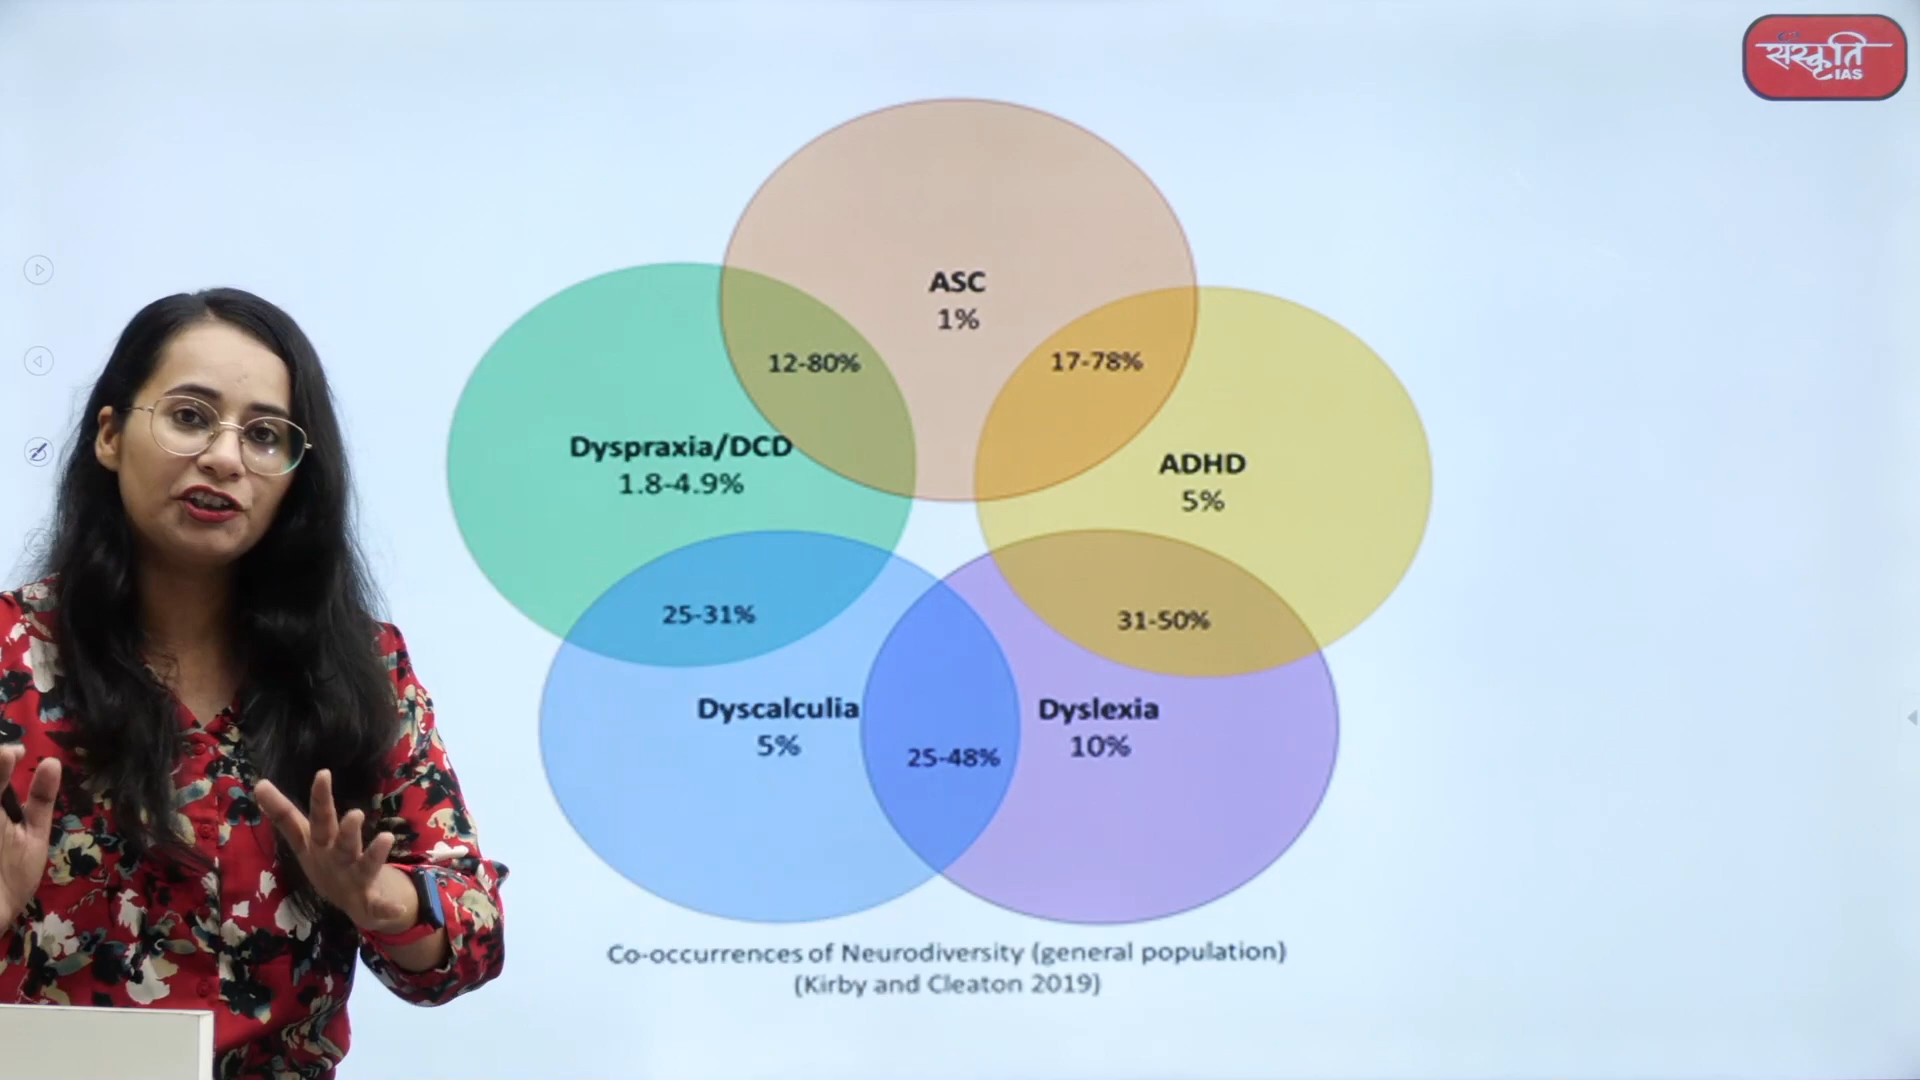 संस्कृति
IAS
ASC
1%
12-80%
17-78%
Dyspraxia/DCD
1.8-4.9%
ADHD
5%
25-31%
31-50%
Dyscalculia
5%
25-48%
Dyslexia
10%
Co-occurrences of Neurodiversity (general population)
(Kirby and Cleaton 2019)